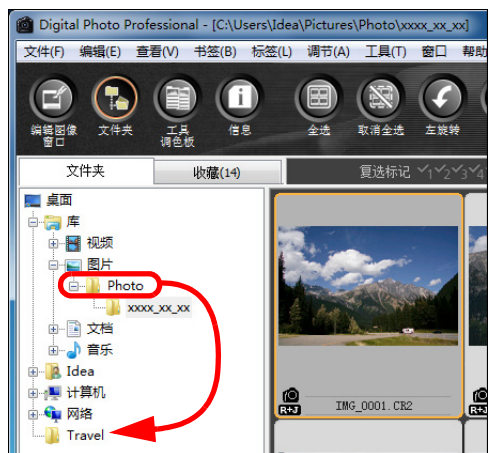 Digital Photo Professional - [C:\Users\Idea\Pictures\Photo\xxxx_xx_xx]
文件(F) 编辑(E) 查看(V) 书签(B) 标签(L) 调节(A) 工具(T) 窗口 帮助
编辑图像窗口 文件夹 工具调色板 信息 全选 取消全选 左旋转
文件夹 收藏(14) 复选标记 1 2 3 4
桌面
库
视频
图片
Photo
xxxx_xx_xx
文档
音乐
Idea
计算机
网络
Travel
R+J IMG_0001.CR2 R+J